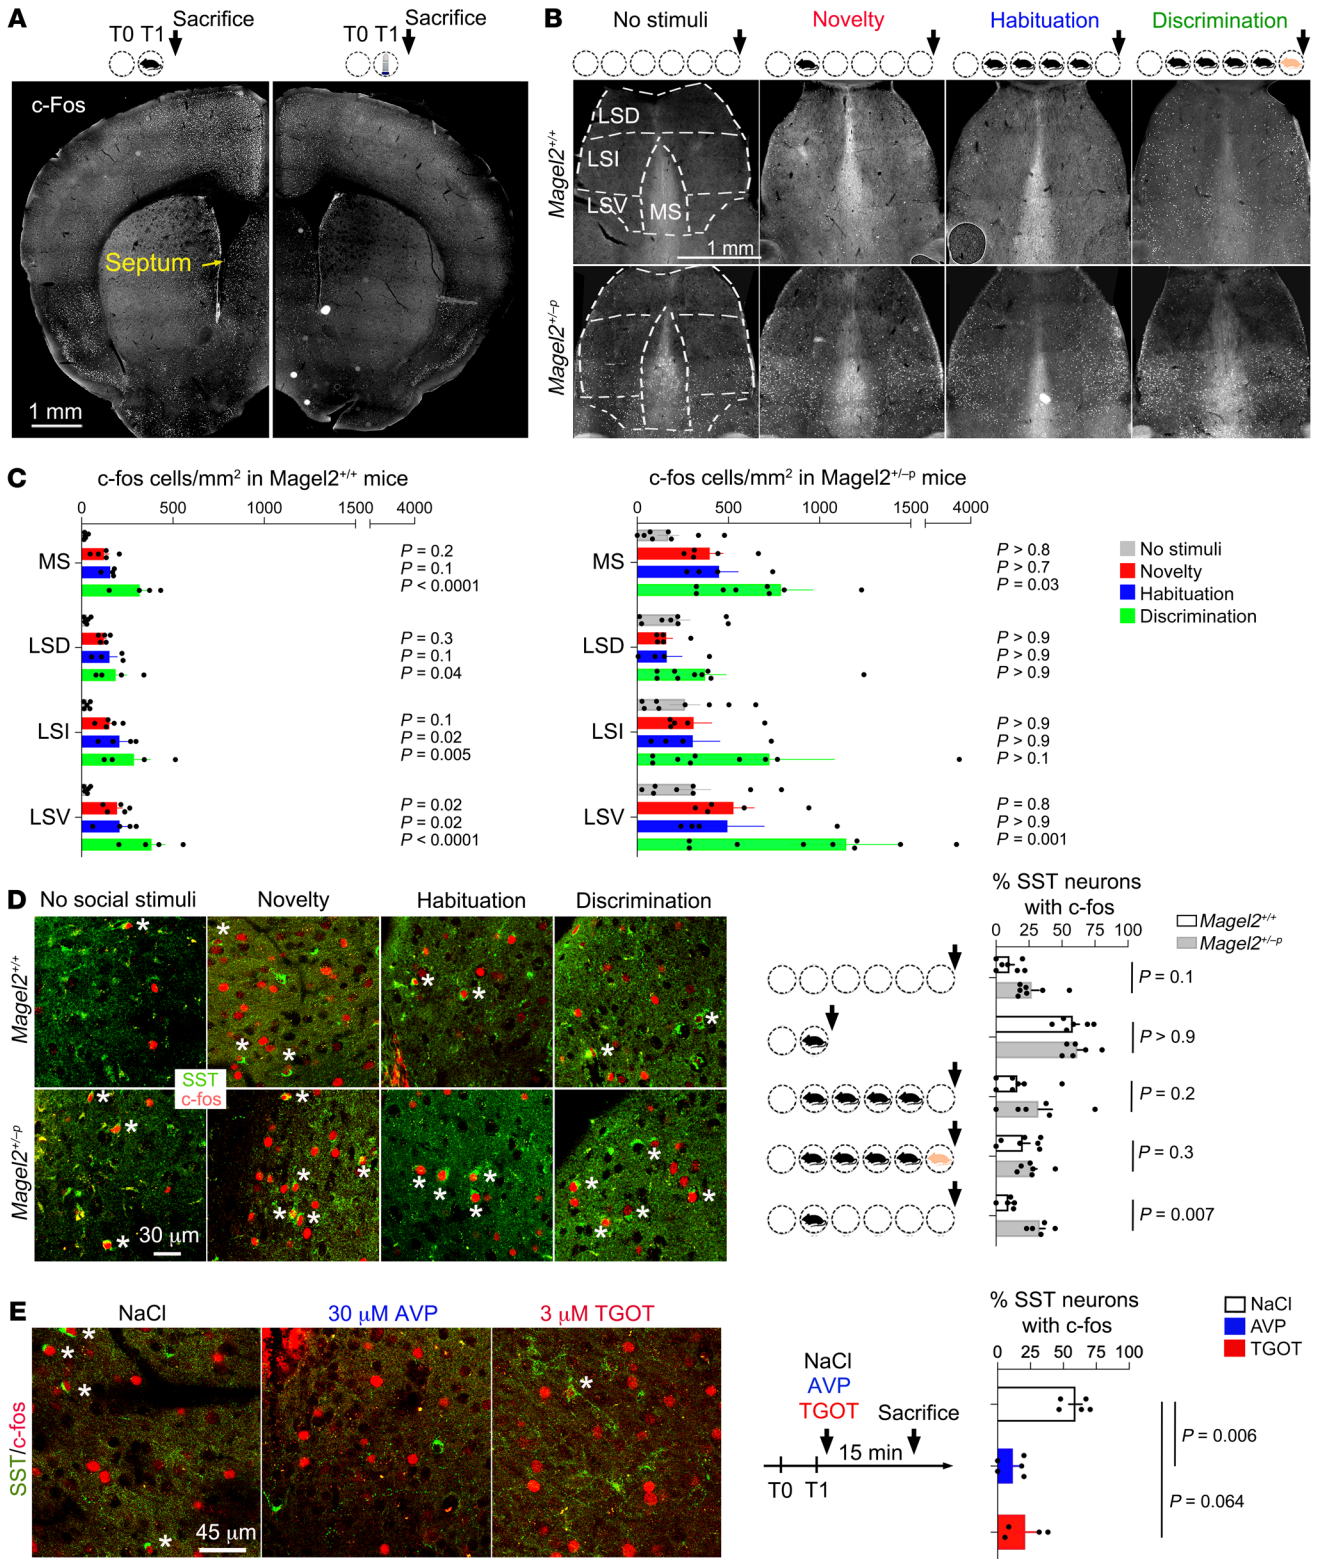 A
Sacrifice
T0 T1
Sacrifice
T0 T1
c-Fos
Septum
1 mm
B
No stimuli
Novelty
Habituation
Discrimination
Magel2+/+
LSD
LSI
LSV
MS
1 mm
Magel2+/−p
C
c-fos cells/mm2 in Magel2+/+ mice
0 500 1000 1500 4000
MS
P = 0.2
P = 0.1
P < 0.0001
LSD
P = 0.3
P = 0.1
P = 0.04
LSI
P = 0.1
P = 0.02
P = 0.005
LSV
P = 0.02
P = 0.02
P < 0.0001
c-fos cells/mm2 in Magel2+/−p mice
0 500 1000 1500 4000
MS
P > 0.8
P > 0.7
P = 0.03
LSD
P > 0.9
P > 0.9
P > 0.9
LSI
P > 0.9
P > 0.9
P > 0.1
LSV
P = 0.8
P > 0.9
P = 0.001
No stimuli
Novelty
Habituation
Discrimination
D
No social stimuli
Novelty
Habituation
Discrimination
Magel2+/+
SST
c-fos
Magel2+/−p
30 µm
% SST neurons
with c-fos
0 25 50 75 100
Magel2+/+
Magel2+/−p
P = 0.1
P > 0.9
P = 0.2
P = 0.3
P = 0.007
E
NaCl
30 µM AVP
3 µM TGOT
SST/c-fos
45 µm
NaCl
AVP
TGOT
Sacrifice
15 min
T0 T1
% SST neurons
with c-fos
0 25 50 75 100
NaCl
AVP
TGOT
P = 0.006
P = 0.064